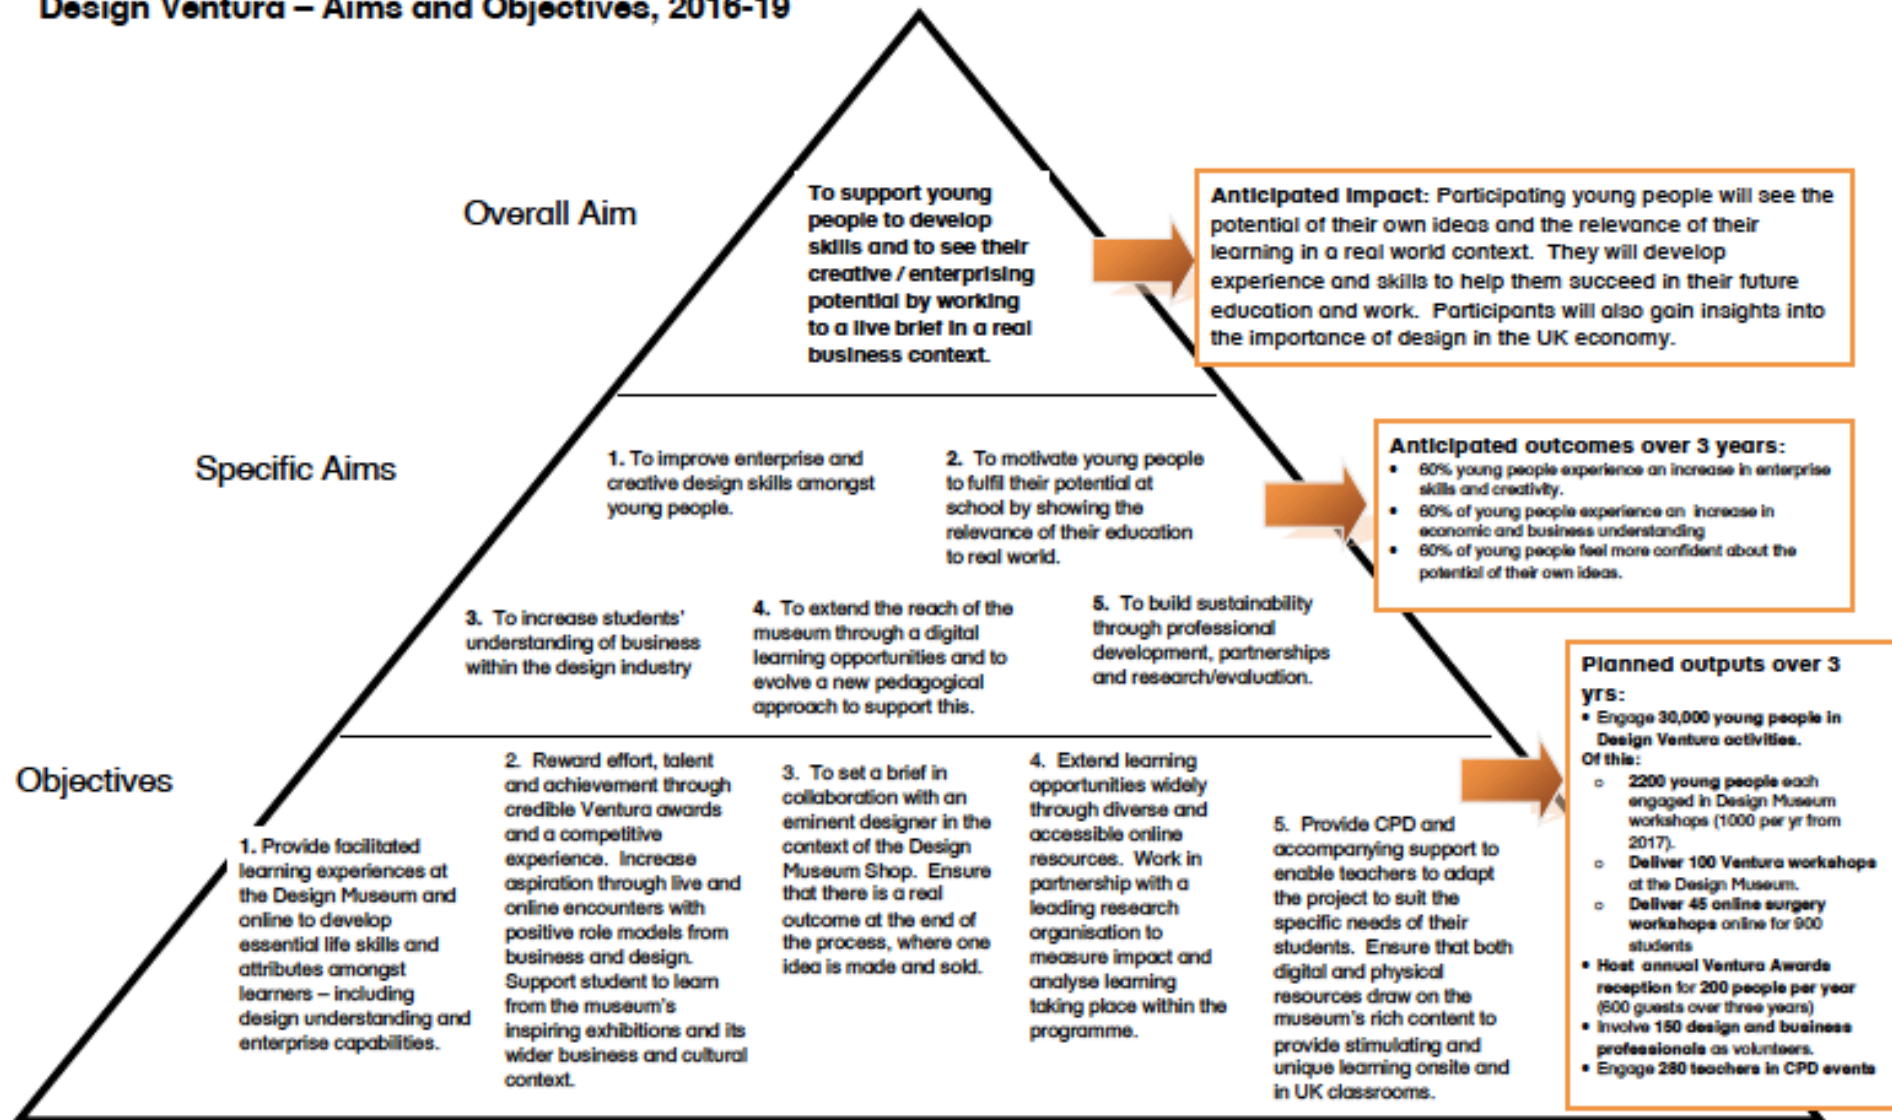 Design Ventura – Aims and Objectives, 2016-19
Overall Aim
To support young
people to develop
skills and to see their
creative / enterprising
potential by working
to a live brief in a real
business context.
Anticipated Impact: Participating young people will see the
potential of their own ideas and the relevance of their
learning in a real world context. They will develop
experience and skills to help them succeed in their future
education and work. Participants will also gain insights into
the importance of design in the UK economy.
Specific Aims
1. To improve enterprise and
creative design skills amongst
young people.
2. To motivate young people
to fulfil their potential at
school by showing the
relevance of their education
to real world.
3. To increase students'
understanding of business
within the design industry
4. To extend the reach of the
museum through a digital
learning opportunities and to
evolve a new pedagogical
approach to support this.
5. To build sustainability
through professional
development, partnerships
and research/evaluation.
Anticipated outcomes over 3 years:
• 60% young people experience an increase in enterprise
skills and creativity.
• 60% of young people experience an increase in
economic and business understanding
• 60% of young people feel more confident about the
potential of their own ideas.
Objectives
1. Provide facilitated
learning experiences at
the Design Museum and
online to develop
essential life skills and
attributes amongst
learners – including
design understanding and
enterprise capabilities.
2. Reward effort, talent
and achievement through
credible Ventura awards
and a competitive
experience. Increase
aspiration through live and
online encounters with
positive role models from
business and design.
Support student to learn
from the museum's
inspiring exhibitions and its
wider business and cultural
context.
3. To set a brief in
collaboration with an
eminent designer in the
context of the Design
Museum Shop. Ensure
that there is a real
outcome at the end of
the process, where one
idea is made and sold.
4. Extend learning
opportunities widely
through diverse and
accessible online
resources. Work in
partnership with a
leading research
organisation to
measure impact and
analyse learning
taking place within the
programme.
5. Provide CPD and
accompanying support to
enable teachers to adapt
the project to suit the
specific needs of their
students. Ensure that both
digital and physical
resources draw on the
museum's rich content to
provide stimulating and
unique learning onsite and
in UK classrooms.
Planned outputs over 3
yrs:
• Engage 30,000 young people in
Design Ventura activities.
Of this:
o 2200 young people each
engaged in Design Museum
workshops (1000 per yr from
2017).
o Deliver 100 Ventura workshops
at the Design Museum.
o Deliver 45 online surgery
workshops online for 900
students
• Host annual Ventura Awards
reception for 200 people per year
(600 guests over three years)
• Involve 150 design and business
professionals as volunteers.
• Engage 280 teachers in CPD events